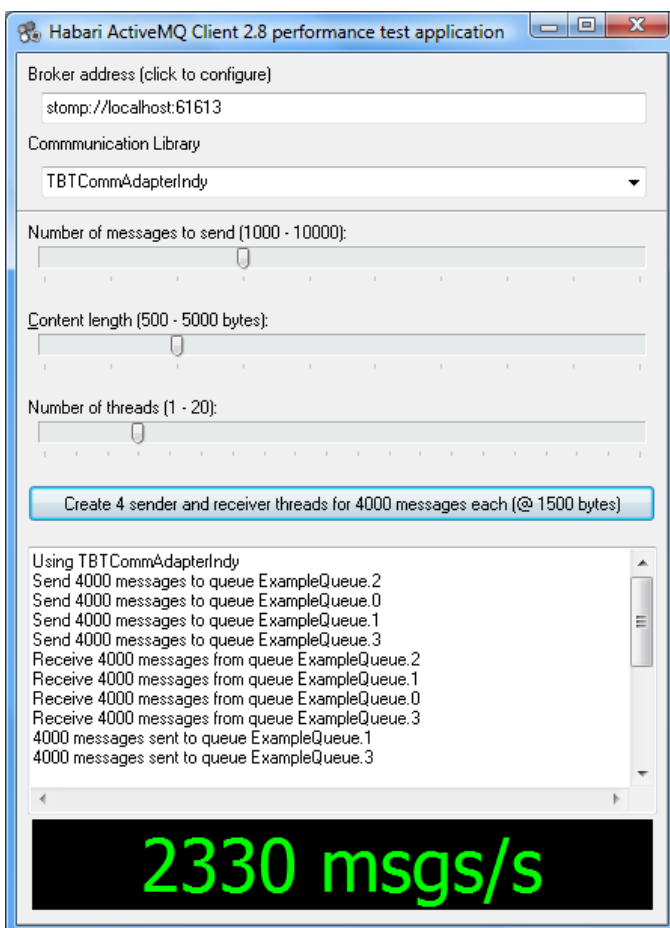 Habari ActiveMQ Client 2.8 performance test application
Broker address (click to configure)
stomp://localhost:61613
Commmunication Library
TBTCommAdapterIndy
Number of messages to send (1000 - 10000):
Content length (500 - 5000 bytes):
Number of threads (1 - 20):
Create 4 sender and receiver threads for 4000 messages each (@ 1500 bytes)
Using TBTCommAdapterIndy
Send 4000 messages to queue ExampleQueue.2
Send 4000 messages to queue ExampleQueue.0
Send 4000 messages to queue ExampleQueue.1
Send 4000 messages to queue ExampleQueue.3
Receive 4000 messages from queue ExampleQueue.2
Receive 4000 messages from queue ExampleQueue.1
Receive 4000 messages from queue ExampleQueue.0
Receive 4000 messages from queue ExampleQueue.3
4000 messages sent to queue ExampleQueue.1
4000 messages sent to queue ExampleQueue.3
2330 msgs/s